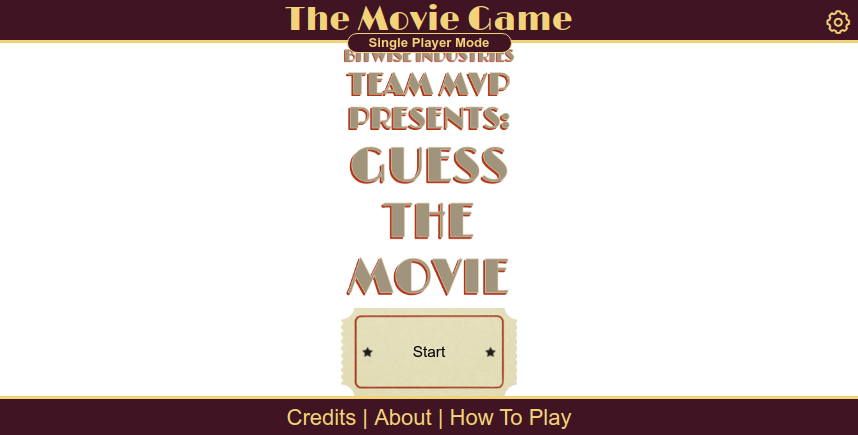 The Movie Game
Single Player Mode
BITWISE INDUSTRIES
TEAM MVP
PRESENTS:
GUESS
THE
MOVIE
Start
Credits | About | How To Play